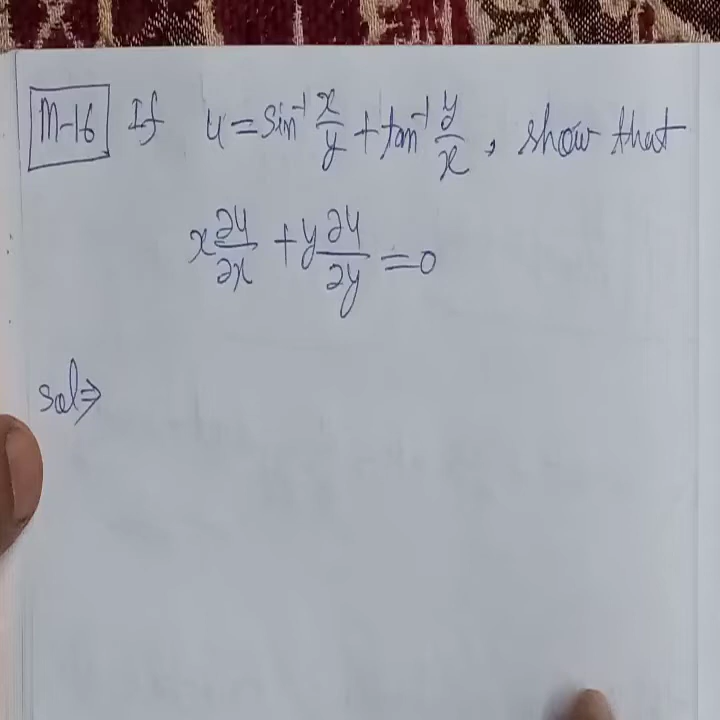 M-16 If u = sin⁻¹ x/y + tan⁻¹ y/x , show that
x ∂u/∂x + y ∂u/∂y = 0
Sol⇒